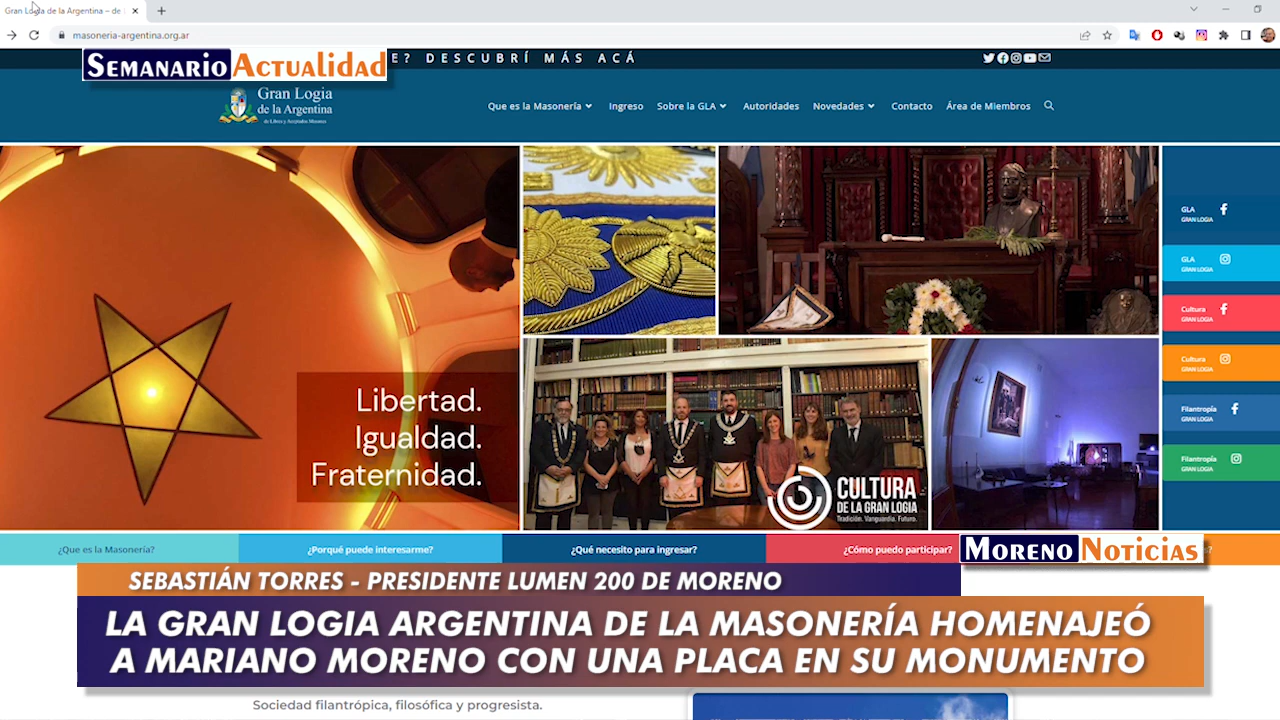 Gran Logia de la Argentina – de
masoneria-argentina.org.ar
SEMANARIO ACTUALIDAD
E? DESCUBRÍ MÁS ACÁ
Gran Logia
de la Argentina
de Libres y Aceptados Masones
Que es la Masonería
Ingreso
Sobre la GLA
Autoridades
Novedades
Contacto
Área de Miembros
Libertad.
Igualdad.
Fraternidad.
CULTURA
DE LA GRAN LOGIA
Tradición. Vanguardia. Futuro.
GLA
GRAN LOGIA
GLA
GRAN LOGIA
Cultura
GRAN LOGIA
Cultura
GRAN LOGIA
Filantropía
GRAN LOGIA
Filantropía
GRAN LOGIA
¿Que es la Masonería?
¿Porqué puede interesarme?
¿Qué necesito para ingresar?
¿Cómo puedo participar?
MORENO NOTICIAS
SEBASTIÁN TORRES - PRESIDENTE LUMEN 200 DE MORENO
LA GRAN LOGIA ARGENTINA DE LA MASONERÍA HOMENAJEÓ
A MARIANO MORENO CON UNA PLACA EN SU MONUMENTO
Sociedad filantrópica, filosófica y progresista.